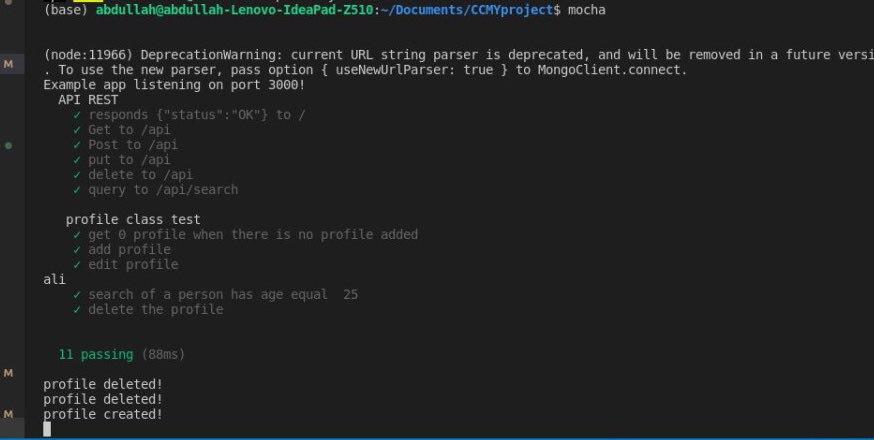 (base) abdullah@abdullah-Lenovo-IdeaPad-Z510:~/Documents/CCMYproject$ mocha
(node:11966) DeprecationWarning: current URL string parser is deprecated, and will be removed in a future versi
M
. To use the new parser, pass option { useNewUrlParser: true } to MongoClient.connect.
Example app listening on port 3000!
API REST
✓ responds {"status":"OK"} to /
✓ Get to /api
✓ Post to /api
✓ put to /api
✓ delete to /api
✓ query to /api/search
profile class test
✓ get 0 profile when there is no profile added
✓ add profile
✓ edit profile
ali
✓ search of a person has age equal  25
✓ delete the profile
11 passing (88ms)
M
profile deleted!
profile deleted!
M
profile created!